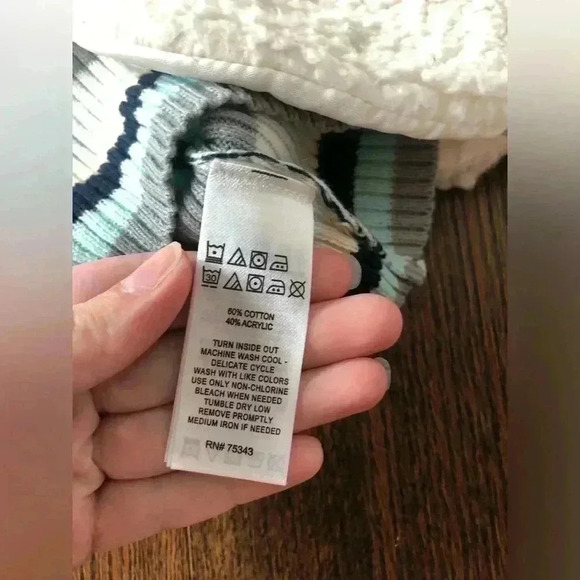 30
60% COTTON
40% ACRYLIC
TURN INSIDE OUT
MACHINE WASH COOL -
DELICATE CYCLE
WASH WITH LIKE COLORS
USE ONLY NON-CHLORINE
BLEACH WHEN NEEDED
TUMBLE DRY LOW
REMOVE PROMPTLY
MEDIUM IRON IF NEEDED
RN# 75343